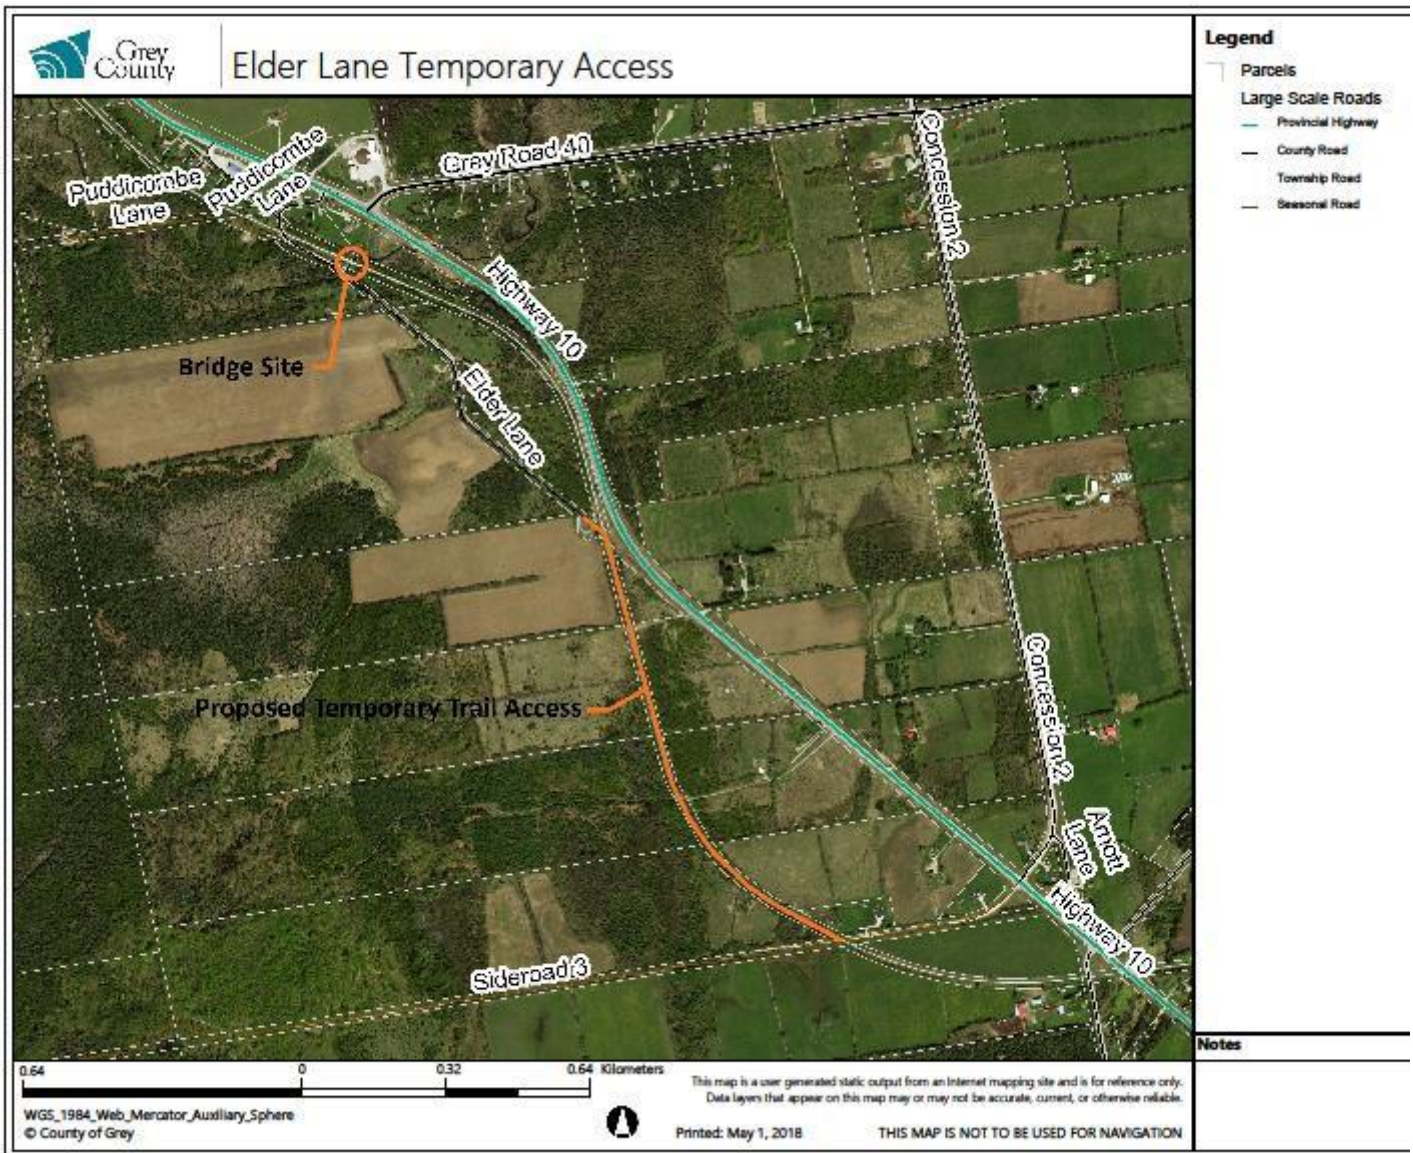 Grey
County
Elder Lane Temporary Access
Legend
Parcels
Large Scale Roads
Provincial Highway
County Road
Township Road
Seasonal Road
Puddicombe
Lane
Puddicombe
Lane
Grey Road 40
Concession 2
Highway 10
Bridge Site
Elder Lane
Proposed Temporary Trail Access
Concession 2
Arnott
Lane
Highway 10
Sideroad 3
Notes
0.64
0
0.32
0.64 Kilometers
WGS_1984_Web_Mercator_Auxiliary_Sphere
© County of Grey
This map is a user generated static output from an Internet mapping site and is for reference only.
Data layers that appear on this map may or may not be accurate, current, or otherwise reliable.
Printed: May 1, 2018
THIS MAP IS NOT TO BE USED FOR NAVIGATION